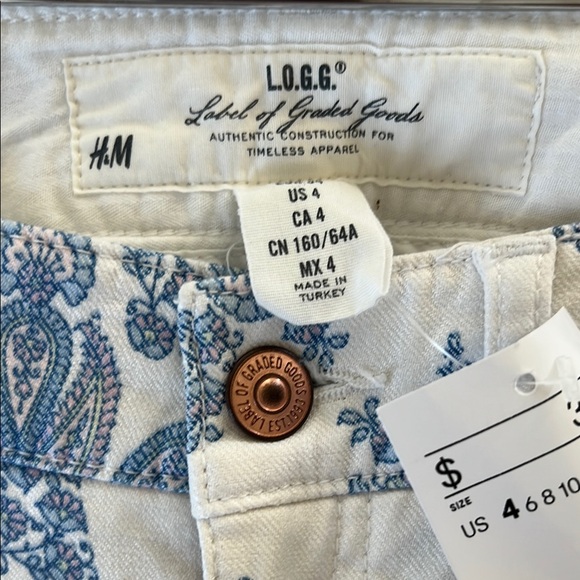 L.O.G.G.®
Label of Graded Goods
AUTHENTIC CONSTRUCTION FOR
TIMELESS APPAREL
H&M
US 4
CA 4
CN 160/64A
MX 4
MADE IN
TURKEY
LABEL OF GRADED GOODS
$
SIZE
US 4 6 8 10